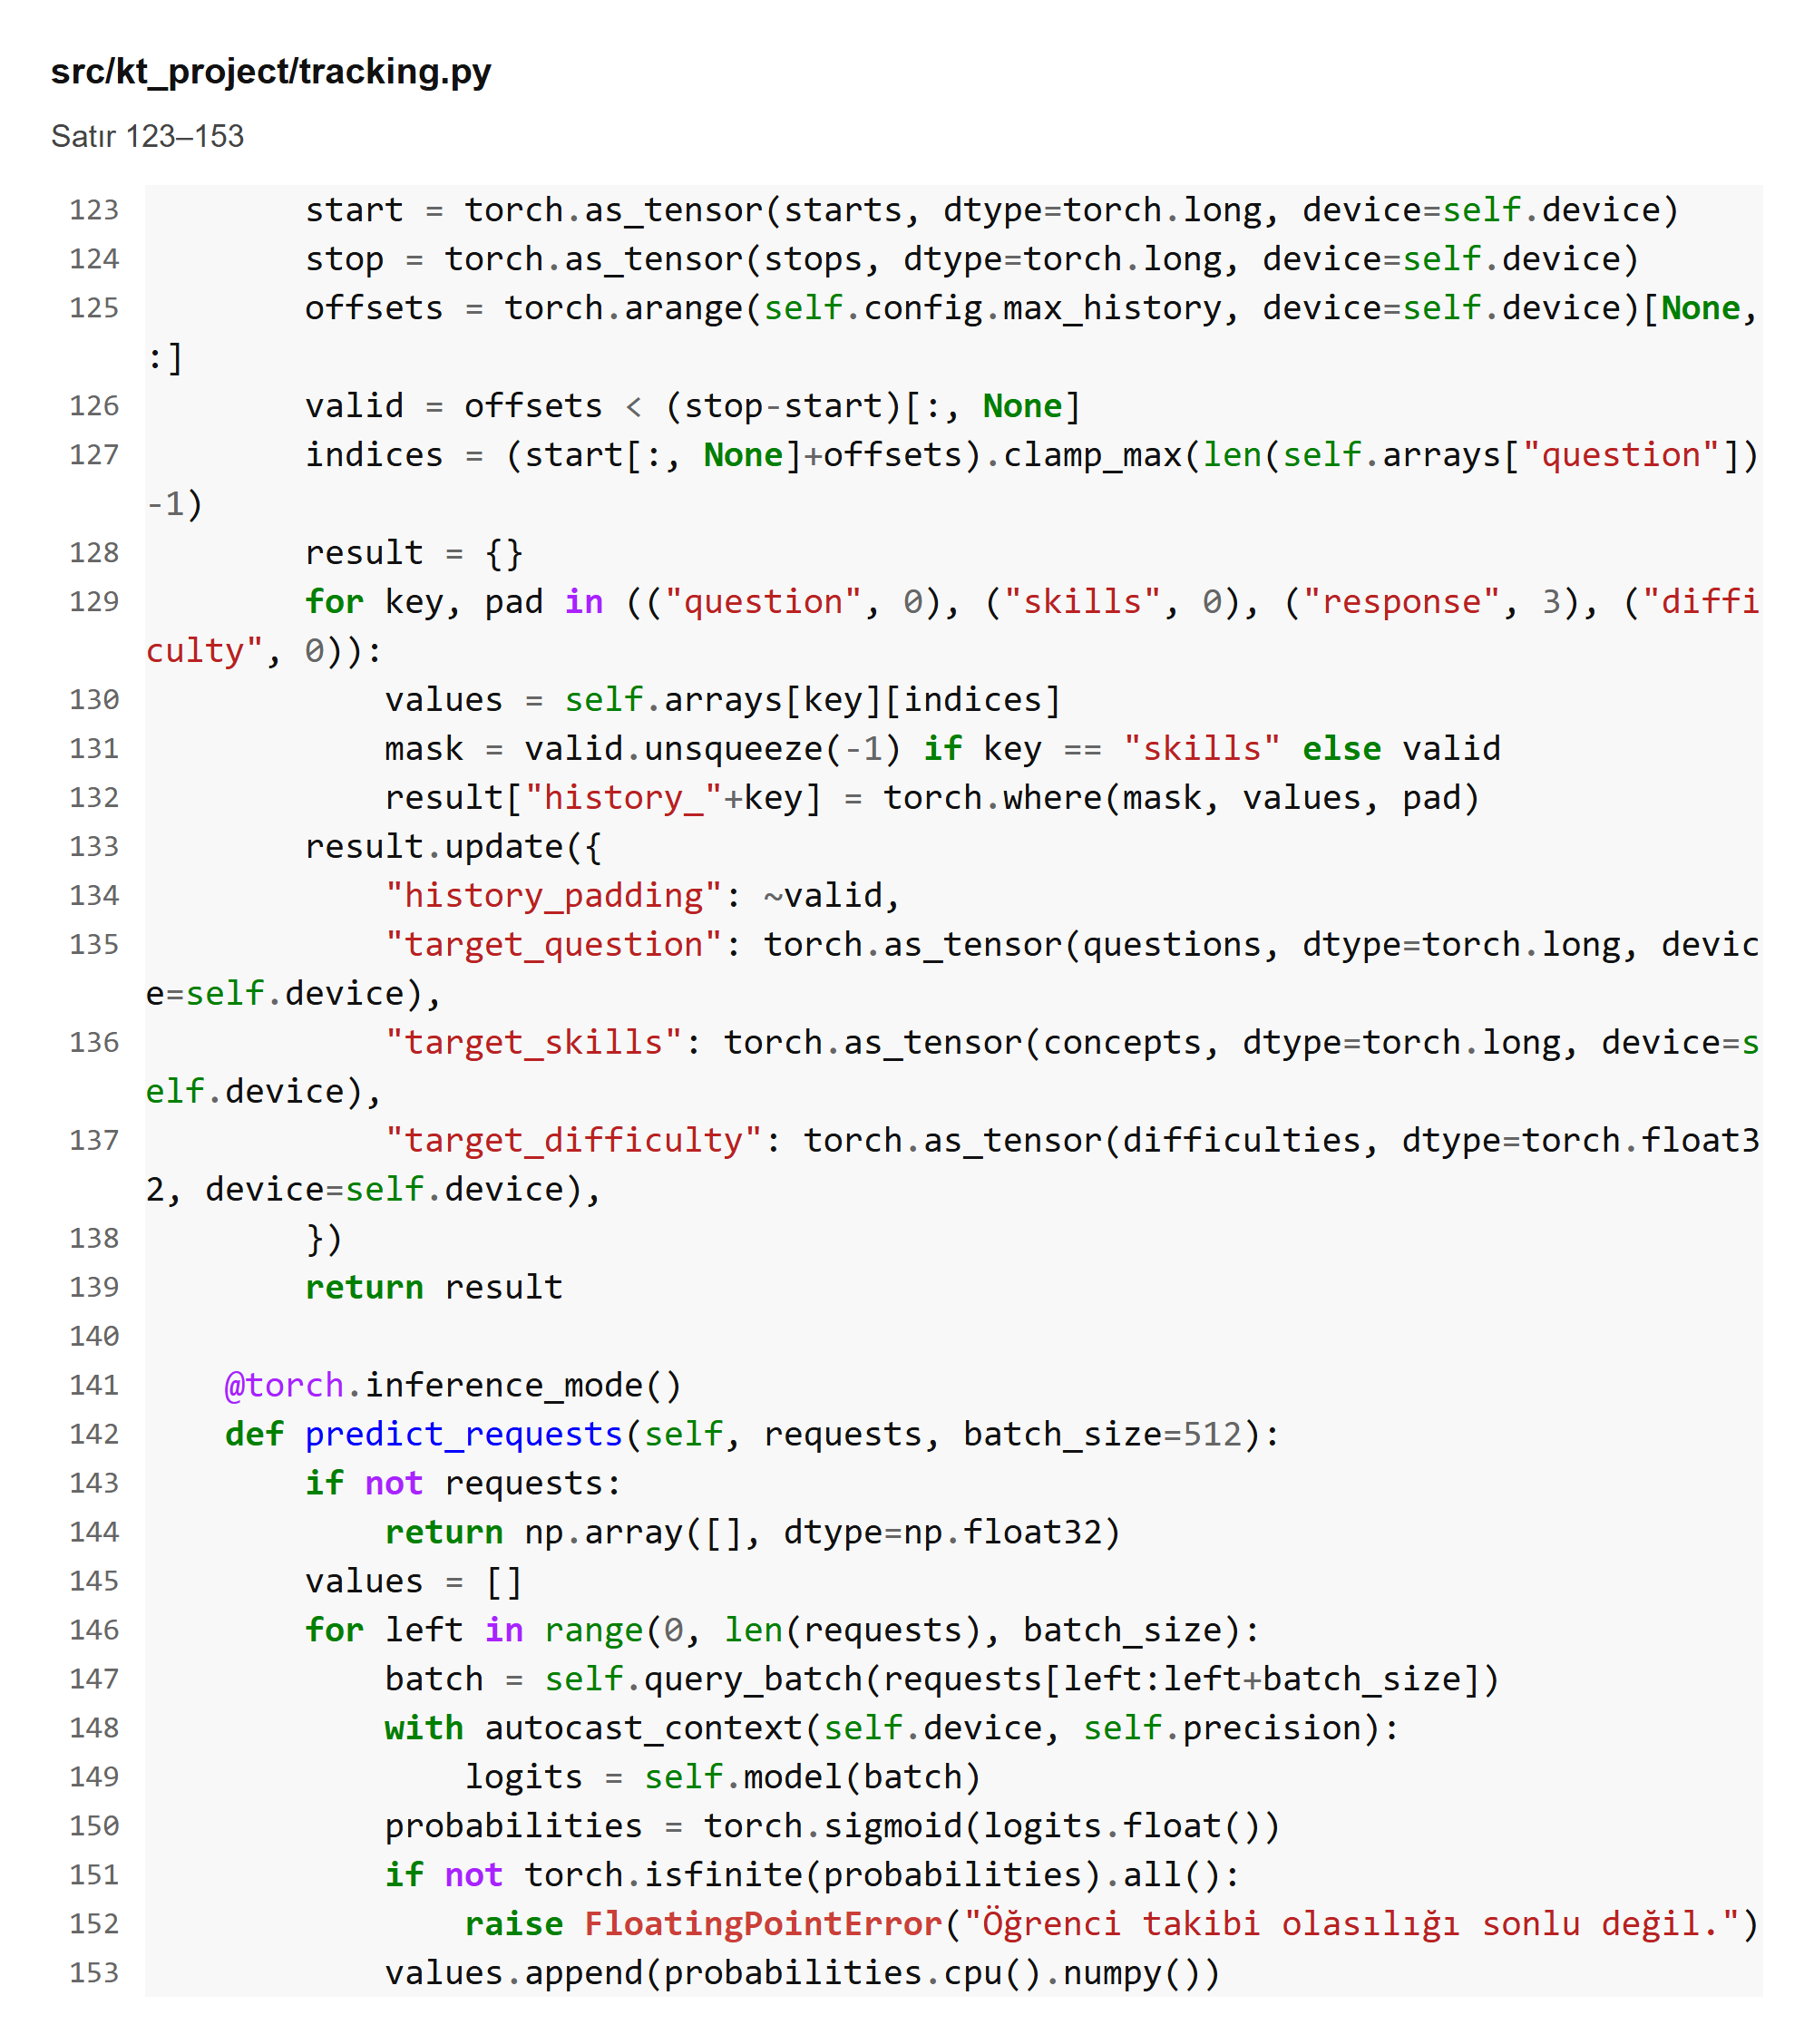 src/kt_project/tracking.py
Satır 123–153
123         start = torch.as_tensor(starts, dtype=torch.long, device=self.device)
124         stop = torch.as_tensor(stops, dtype=torch.long, device=self.device)
125         offsets = torch.arange(self.config.max_history, device=self.device)[None,
:]
126         valid = offsets < (stop-start)[:, None]
127         indices = (start[:, None]+offsets).clamp_max(len(self.arrays["question"])
-1)
128         result = {}
129         for key, pad in (("question", 0), ("skills", 0), ("response", 3), ("diffi
culty", 0)):
130             values = self.arrays[key][indices]
131             mask = valid.unsqueeze(-1) if key == "skills" else valid
132             result["history_"+key] = torch.where(mask, values, pad)
133         result.update({
134             "history_padding": ~valid,
135             "target_question": torch.as_tensor(questions, dtype=torch.long, devic
e=self.device),
136             "target_skills": torch.as_tensor(concepts, dtype=torch.long, device=s
elf.device),
137             "target_difficulty": torch.as_tensor(difficulties, dtype=torch.float3
2, device=self.device),
138         })
139         return result
140
141     @torch.inference_mode()
142     def predict_requests(self, requests, batch_size=512):
143         if not requests:
144             return np.array([], dtype=np.float32)
145         values = []
146         for left in range(0, len(requests), batch_size):
147             batch = self.query_batch(requests[left:left+batch_size])
148             with autocast_context(self.device, self.precision):
149                 logits = self.model(batch)
150             probabilities = torch.sigmoid(logits.float())
151             if not torch.isfinite(probabilities).all():
152                 raise FloatingPointError("Öğrenci takibi olasılığı sonlu değil.")
153             values.append(probabilities.cpu().numpy())